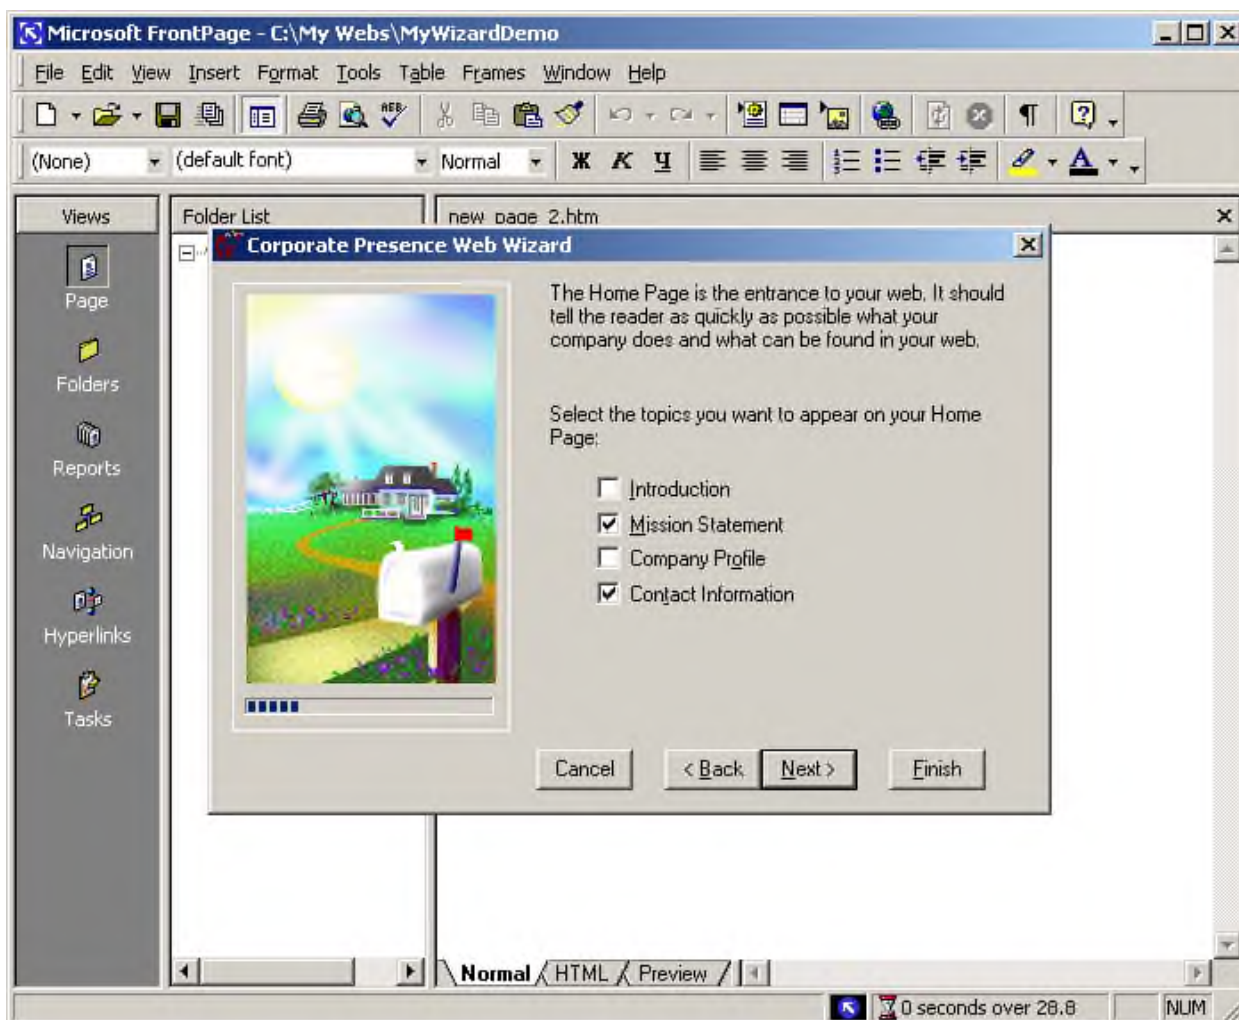 Microsoft FrontPage - C:\My Webs\MyWizardDemo
File Edit View Insert Format Tools Table Frames Window Help
(None) (default font) Normal Ж К Ч A
Views
Folder List
new_page_2.htm
Corporate Presence Web Wizard
Page
Folders
Reports
Navigation
Hyperlinks
Tasks
The Home Page is the entrance to your web. It should
tell the reader as quickly as possible what your
company does and what can be found in your web.
Select the topics you want to appear on your Home
Page:
Introduction
Mission Statement
Company Profile
Contact Information
Cancel < Back Next > Finish
Normal HTML Preview
0 seconds over 28.8 NUM